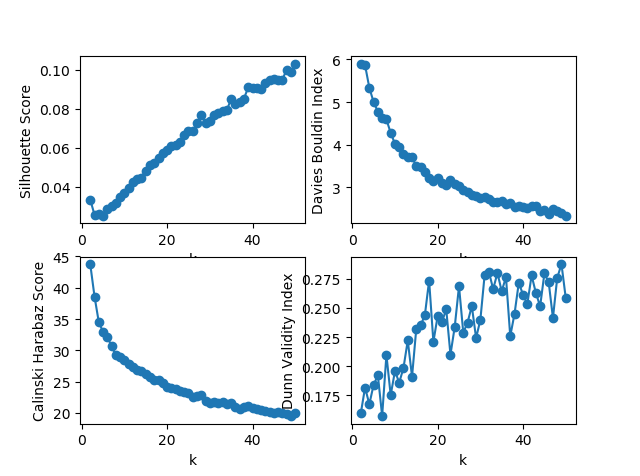 Silhouette Score
0.10
0.08
0.06
0.04
0 20 40
k
Davies Bouldin Index
6
5
4
3
0 20 40
k
Calinski Harabaz Score
45
40
35
30
25
20
0 20 40
k
Dunn Validity Index
0.275
0.250
0.225
0.200
0.175
0 20 40
k